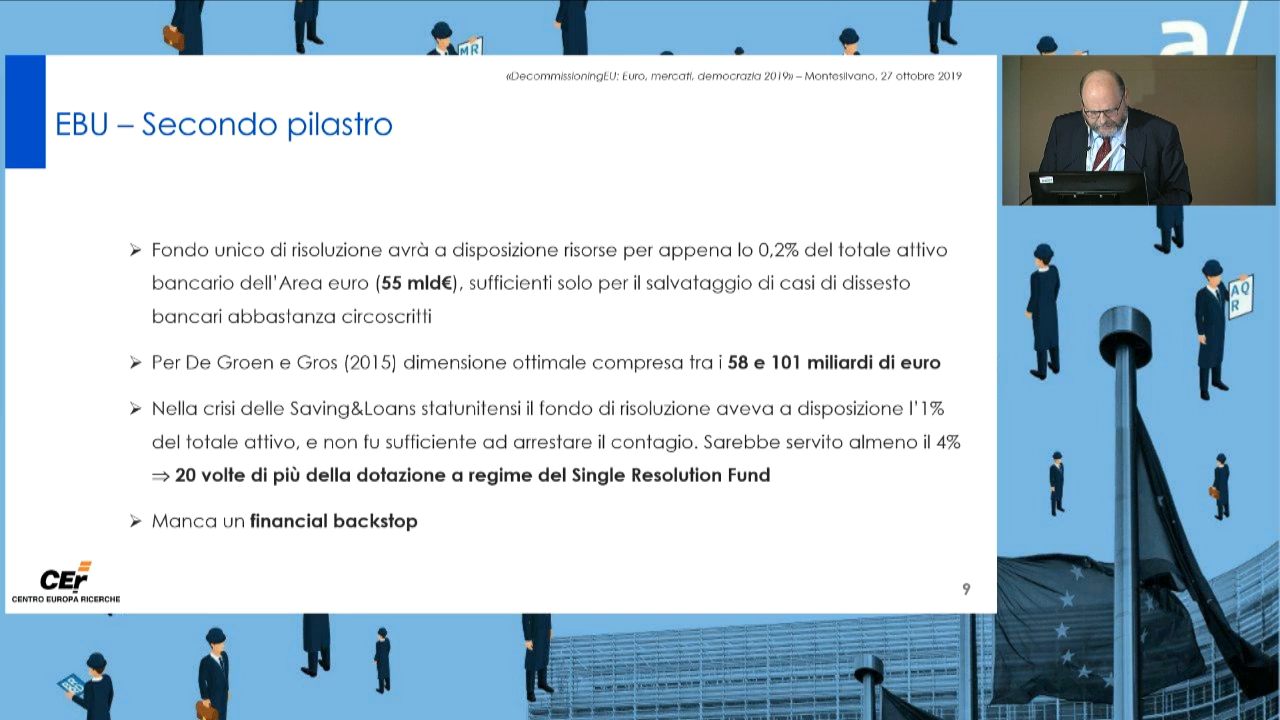 MR
a/
«DecommissioningEU: Euro, mercati, democrazia 2019» – Montesilvano, 27 ottobre 2019
EBU – Secondo pilastro
➢ Fondo unico di risoluzione avrà a disposizione risorse per appena lo 0,2% del totale attivo
bancario dell'Area euro (55 mld€), sufficienti solo per il salvataggio di casi di dissesto
bancari abbastanza circoscritti
➢ Per De Groen e Gros (2015) dimensione ottimale compresa tra i 58 e 101 miliardi di euro
➢ Nella crisi delle Saving&Loans statunitensi il fondo di risoluzione aveva a disposizione l'1%
del totale attivo, e non fu sufficiente ad arrestare il contagio. Sarebbe servito almeno il 4%
⇒ 20 volte di più della dotazione a regime del Single Resolution Fund
➢ Manca un financial backstop
CEr
CENTRO EUROPA RICERCHE
9
AQ
R